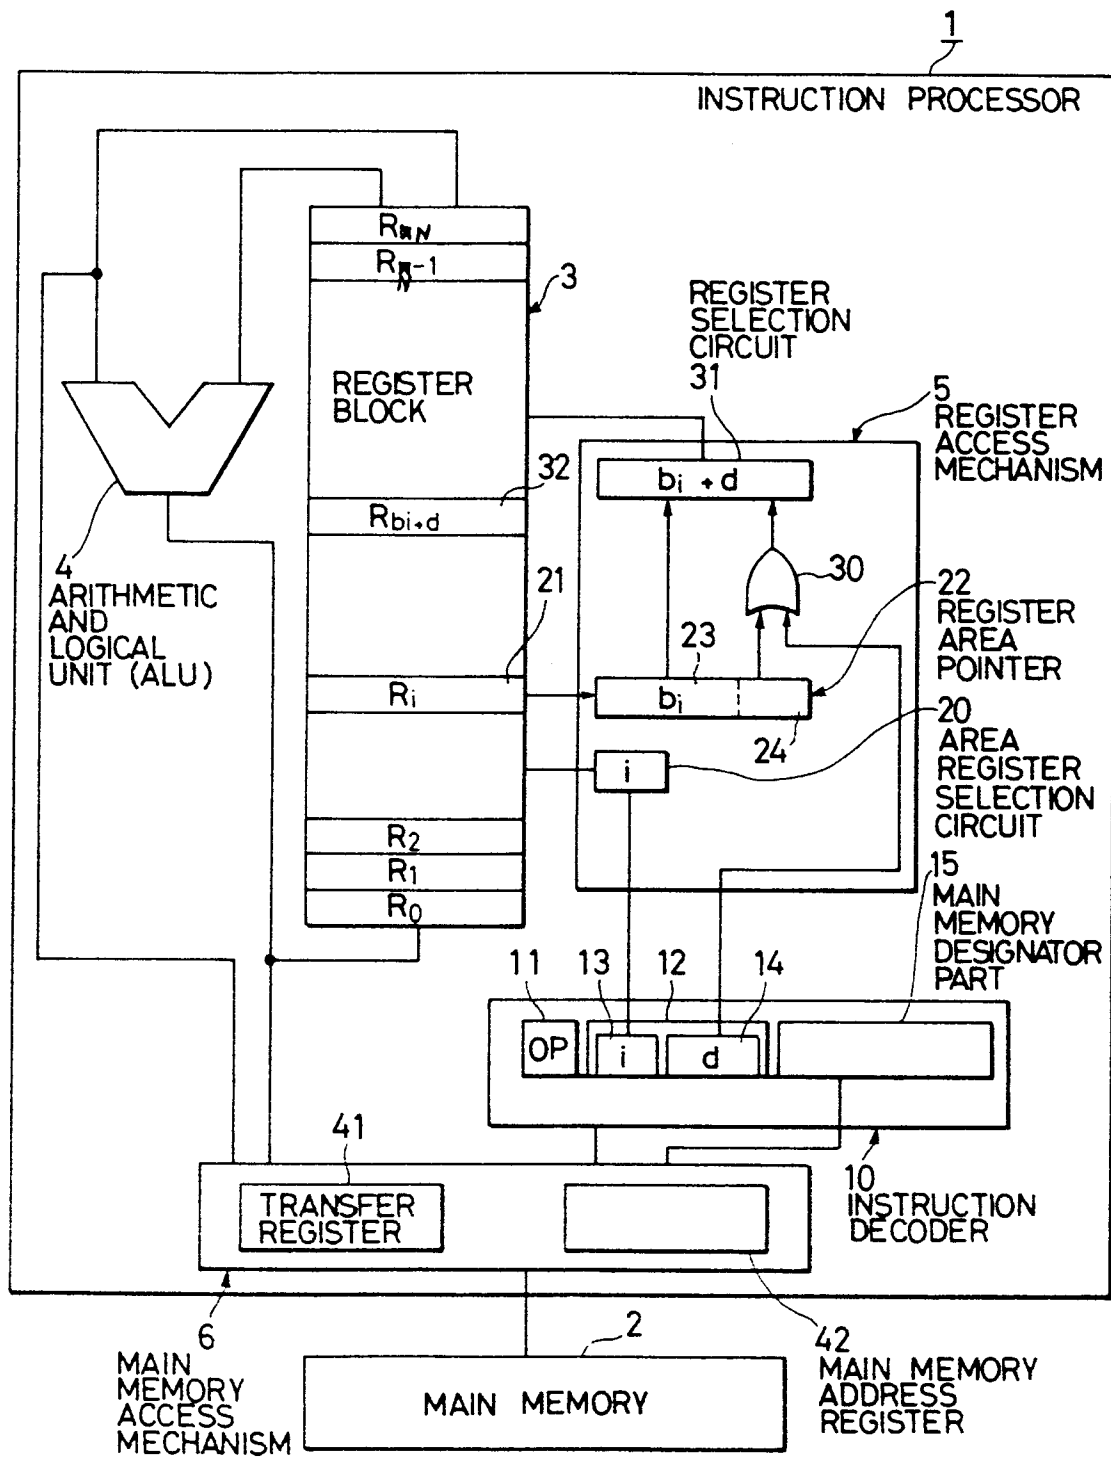 1
INSTRUCTION PROCESSOR
RN
RN-1
3
REGISTER
BLOCK
REGISTER
SELECTION
CIRCUIT
31
5
REGISTER
ACCESS
MECHANISM
bi + d
32
Rbi+d
4
ARITHMETIC
AND
LOGICAL
UNIT (ALU)
30
21
22
REGISTER
AREA
POINTER
23
Ri
bi
24
20
AREA
REGISTER
SELECTION
CIRCUIT
i
R2
R1
R0
15
MAIN
MEMORY
DESIGNATOR
PART
11
13
12
14
OP
i
d
41
10
INSTRUCTION
DECODER
TRANSFER
REGISTER
6
MAIN
MEMORY
ACCESS
MECHANISM
2
MAIN MEMORY
42
MAIN MEMORY
ADDRESS
REGISTER